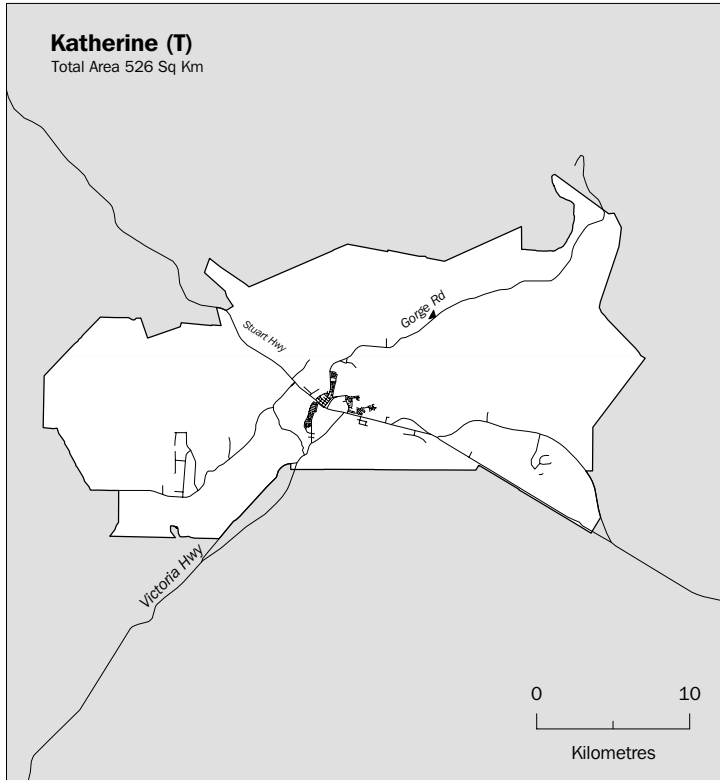 Katherine (T)
Total Area 526 Sq Km
Gorge Rd
Stuart Hwy
Victoria Hwy
0 10
Kilometres